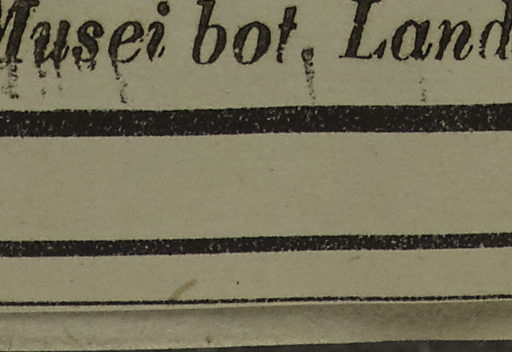 Musei bot. Land